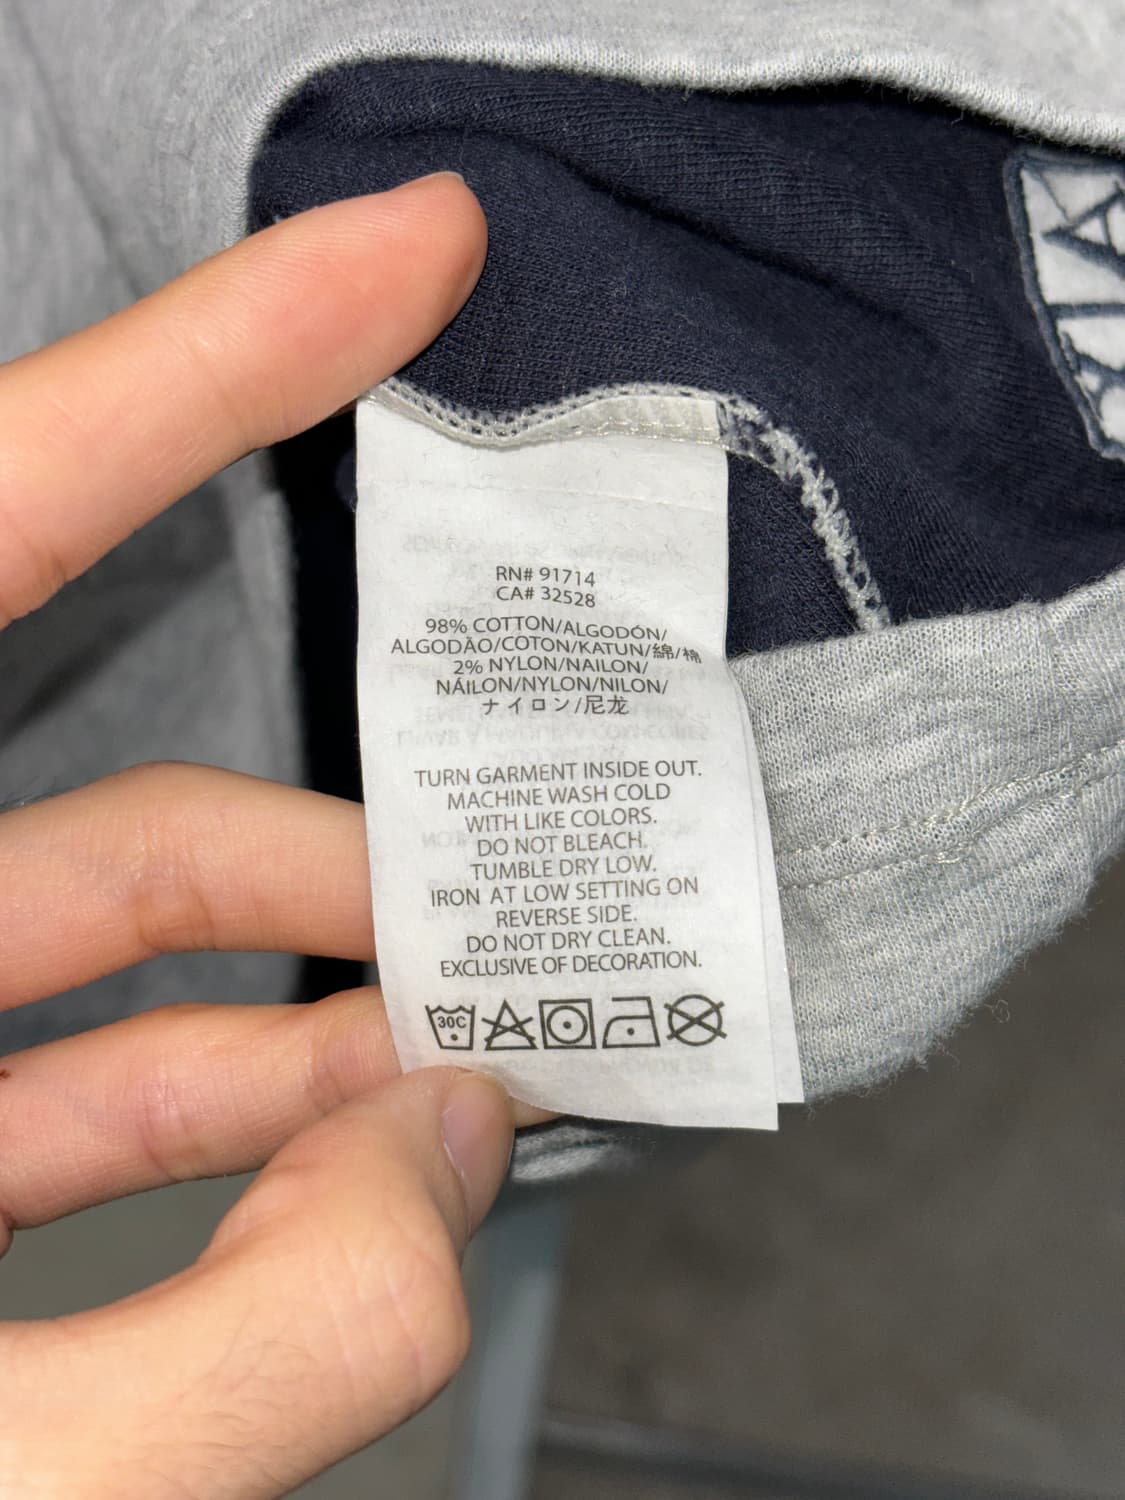 RN# 91714
CA# 32528
98% COTTON/ALGODÓN/
ALGODÃO/COTON/KATUN/綿/棉
2% NYLON/NAILON/
NÁILON/NYLON/NILON/
ナイロン/尼龙
TURN GARMENT INSIDE OUT.
MACHINE WASH COLD
WITH LIKE COLORS.
DO NOT BLEACH.
TUMBLE DRY LOW.
IRON AT LOW SETTING ON
REVERSE SIDE.
DO NOT DRY CLEAN.
EXCLUSIVE OF DECORATION.
30C